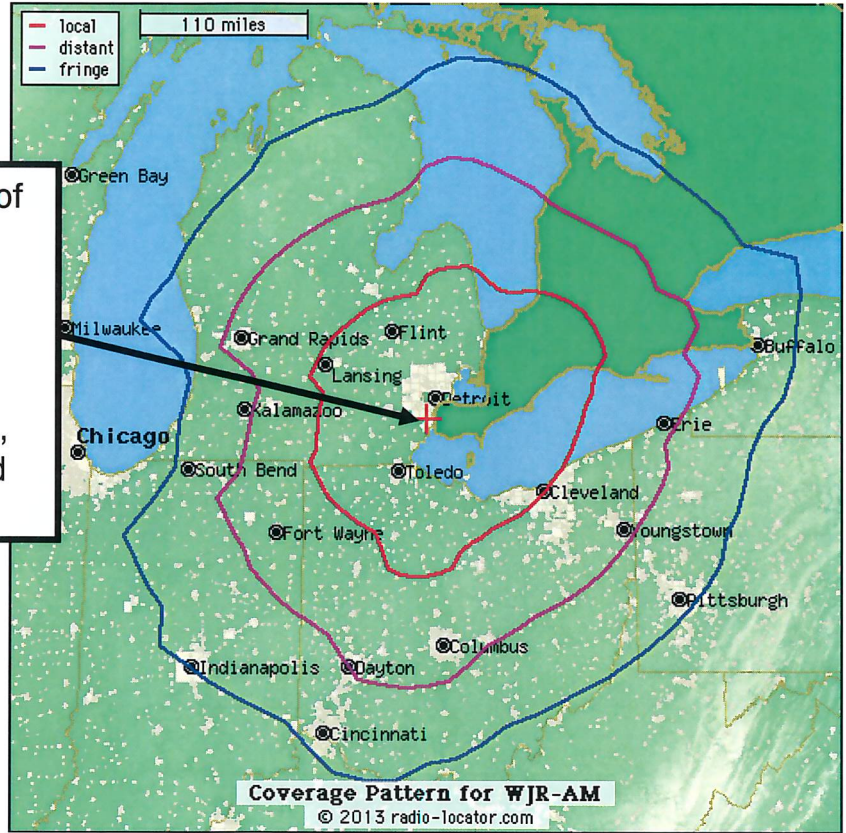 local
distant
fringe
110 miles
of
,
d
Green Bay
Milwaukee
Grand Rapids
Flint
Lansing
Detroit
Buffalo
Kalamazoo
Erie
Chicago
South Bend
Toledo
Cleveland
Fort Wayne
Youngstown
Pittsburgh
Columbus
Indianapolis
Dayton
Cincinnati
Coverage Pattern for WJR-AM
© 2013 radio-locator.com